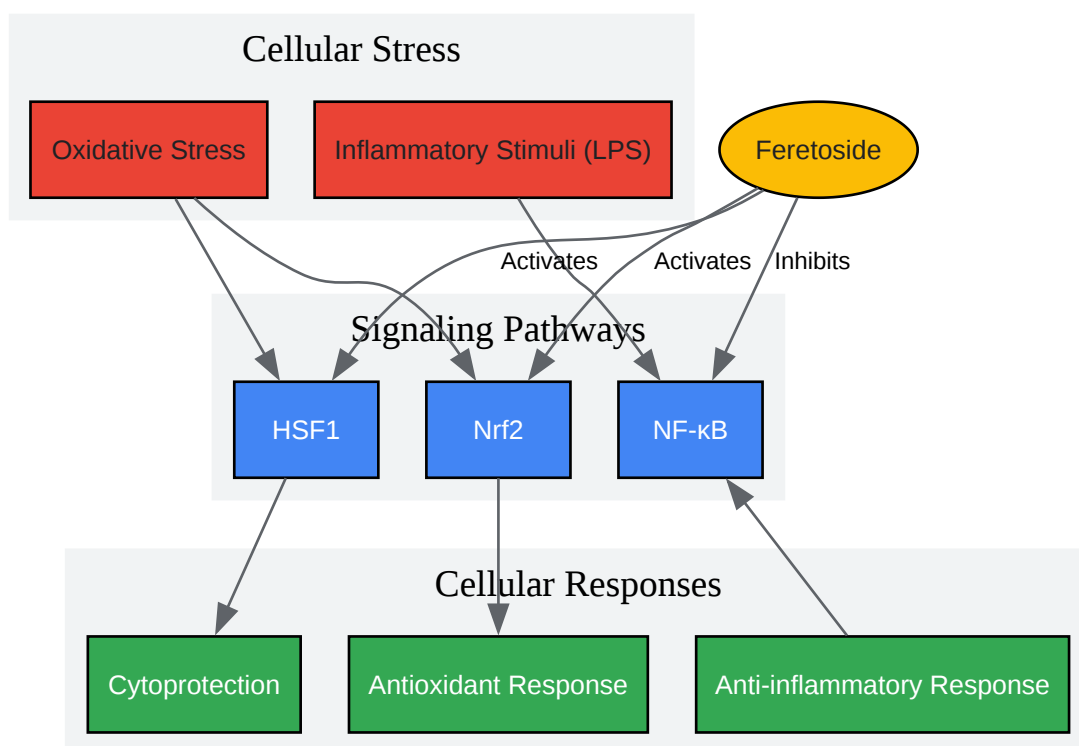 Cellular Stress
Oxidative Stress
Inflammatory Stimuli (LPS)
Feretoside
Activates
Activates
Inhibits
Signaling Pathways
HSF1
Nrf2
NF-κB
Cellular Responses
Cytoprotection
Antioxidant Response
Anti-inflammatory Response